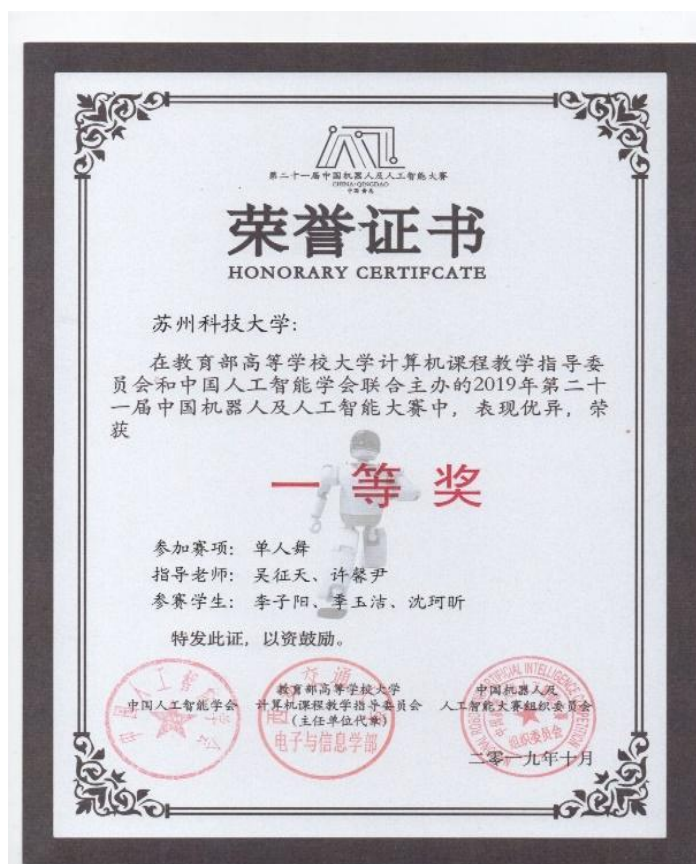 第二十一届中国机器人及人工智能大赛
CHINA·QINGDAO
中国·青岛
荣誉证书
HONORARY CERTIFCATE
苏州科技大学:
在教育部高等学校大学计算机课程教学指导委
员会和中国人工智能学会联合主办的2019年第二十
一届中国机器人及人工智能大赛中，表现优异，荣
获
一等奖
参加赛项: 单人舞
指导老师: 吴征天、许馨尹
参赛学生: 李子阳、李玉洁、沈珂昕
特发此证，以资鼓励。
中国人工智能学会
教育部高等学校大学
计算机课程教学指导委员会
(主任单位代章)
电子与信息学部
中国机器人及
人工智能大赛组织委员会
组织委员会
二零一九年十月